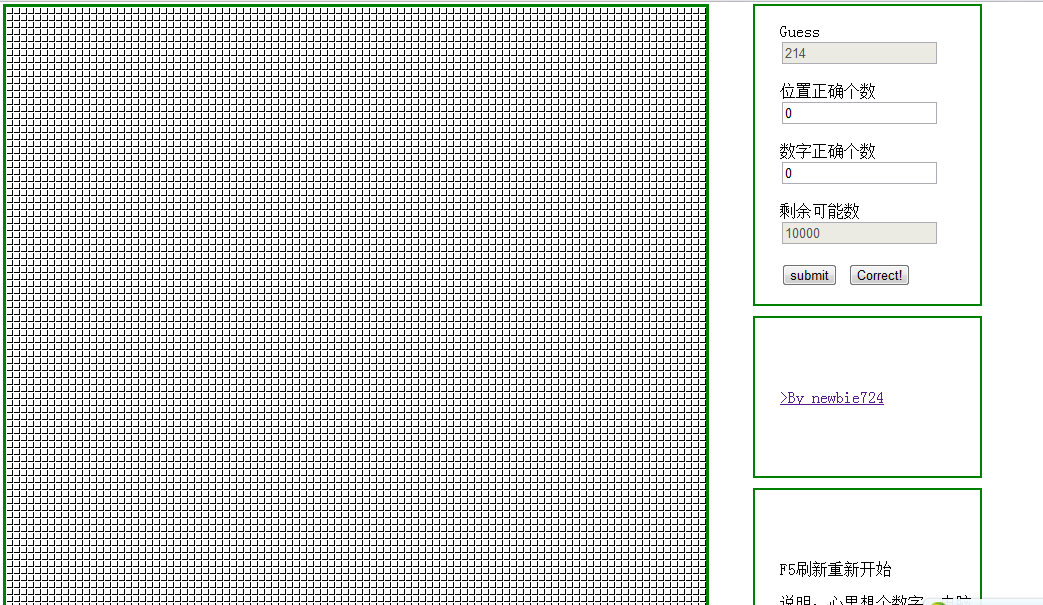 Guess
214
位置正确个数
0
数字正确个数
0
剩余可能数
10000
submit Correct!
>By newbie724
F5刷新重新开始
说明：心里想个数字，电脑